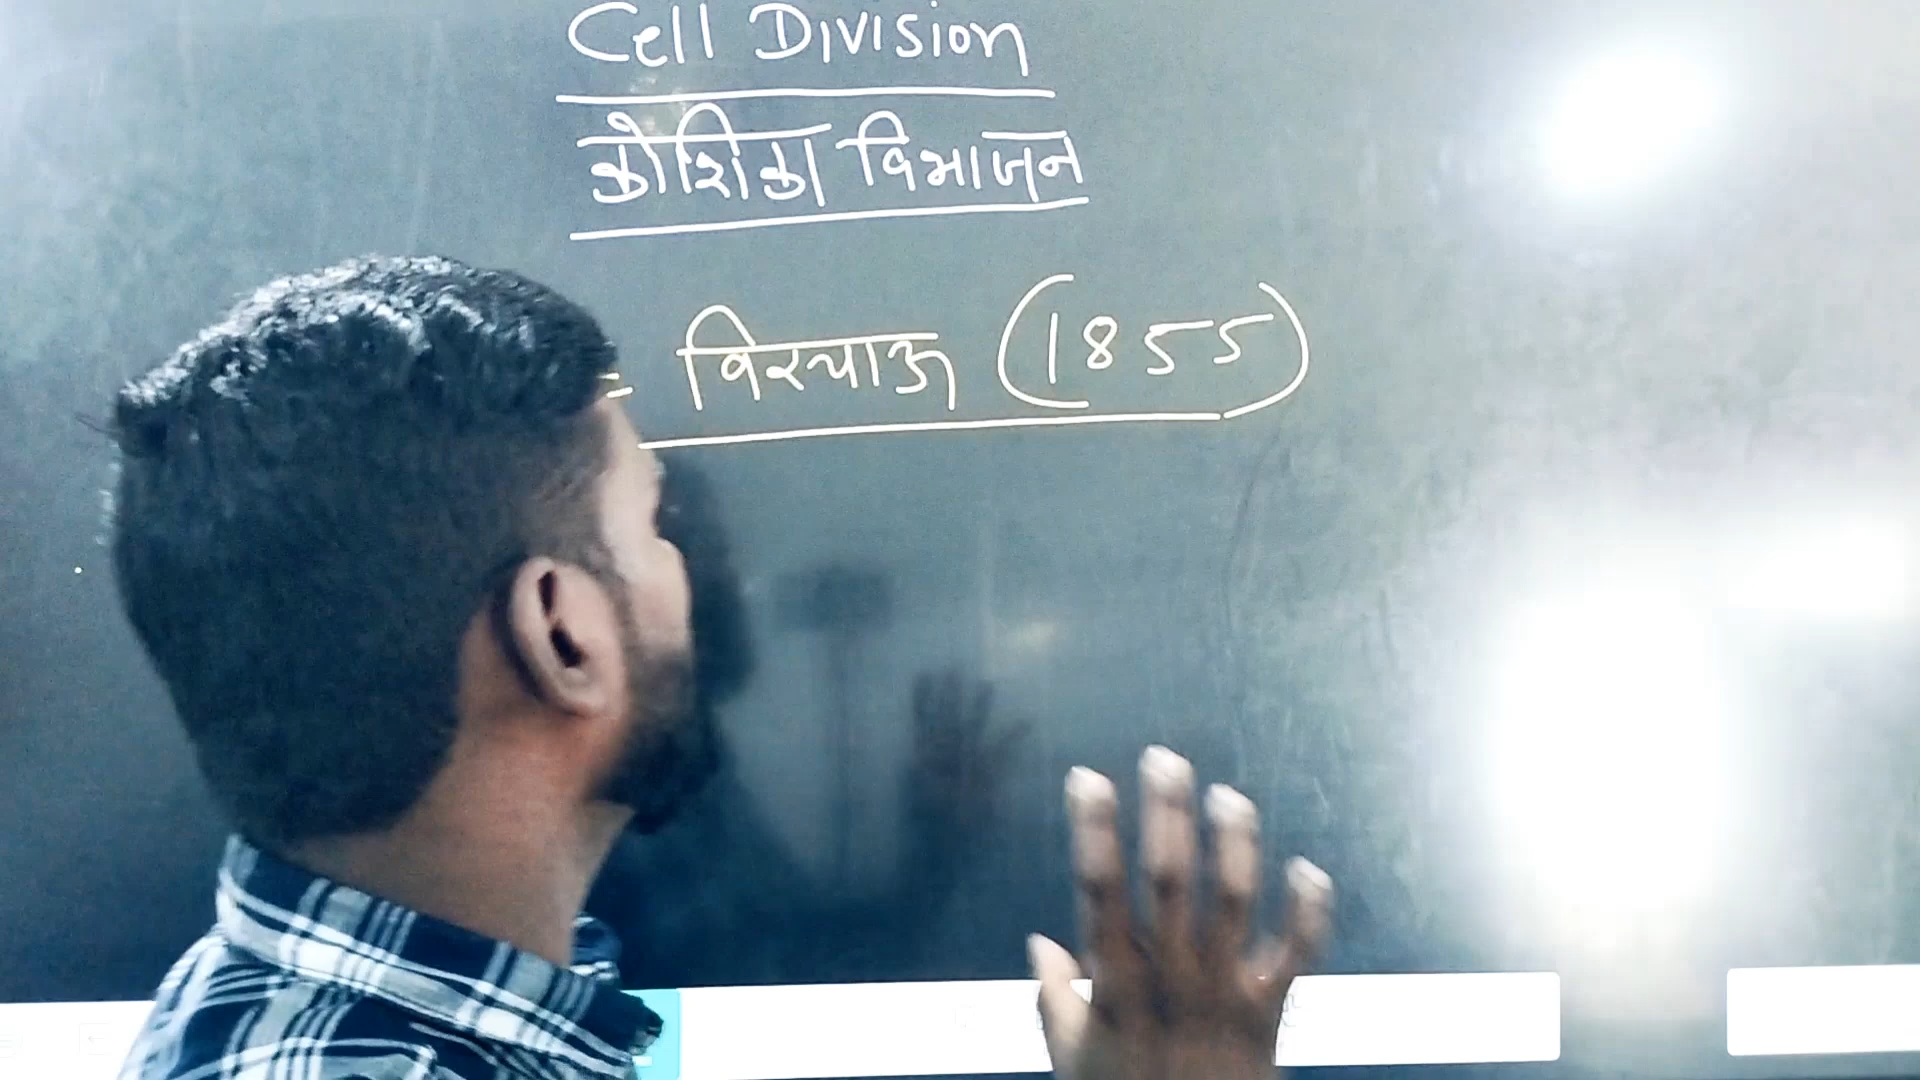 Cell Division
कोशिका विभाजन
= विरचाऊ (1855)